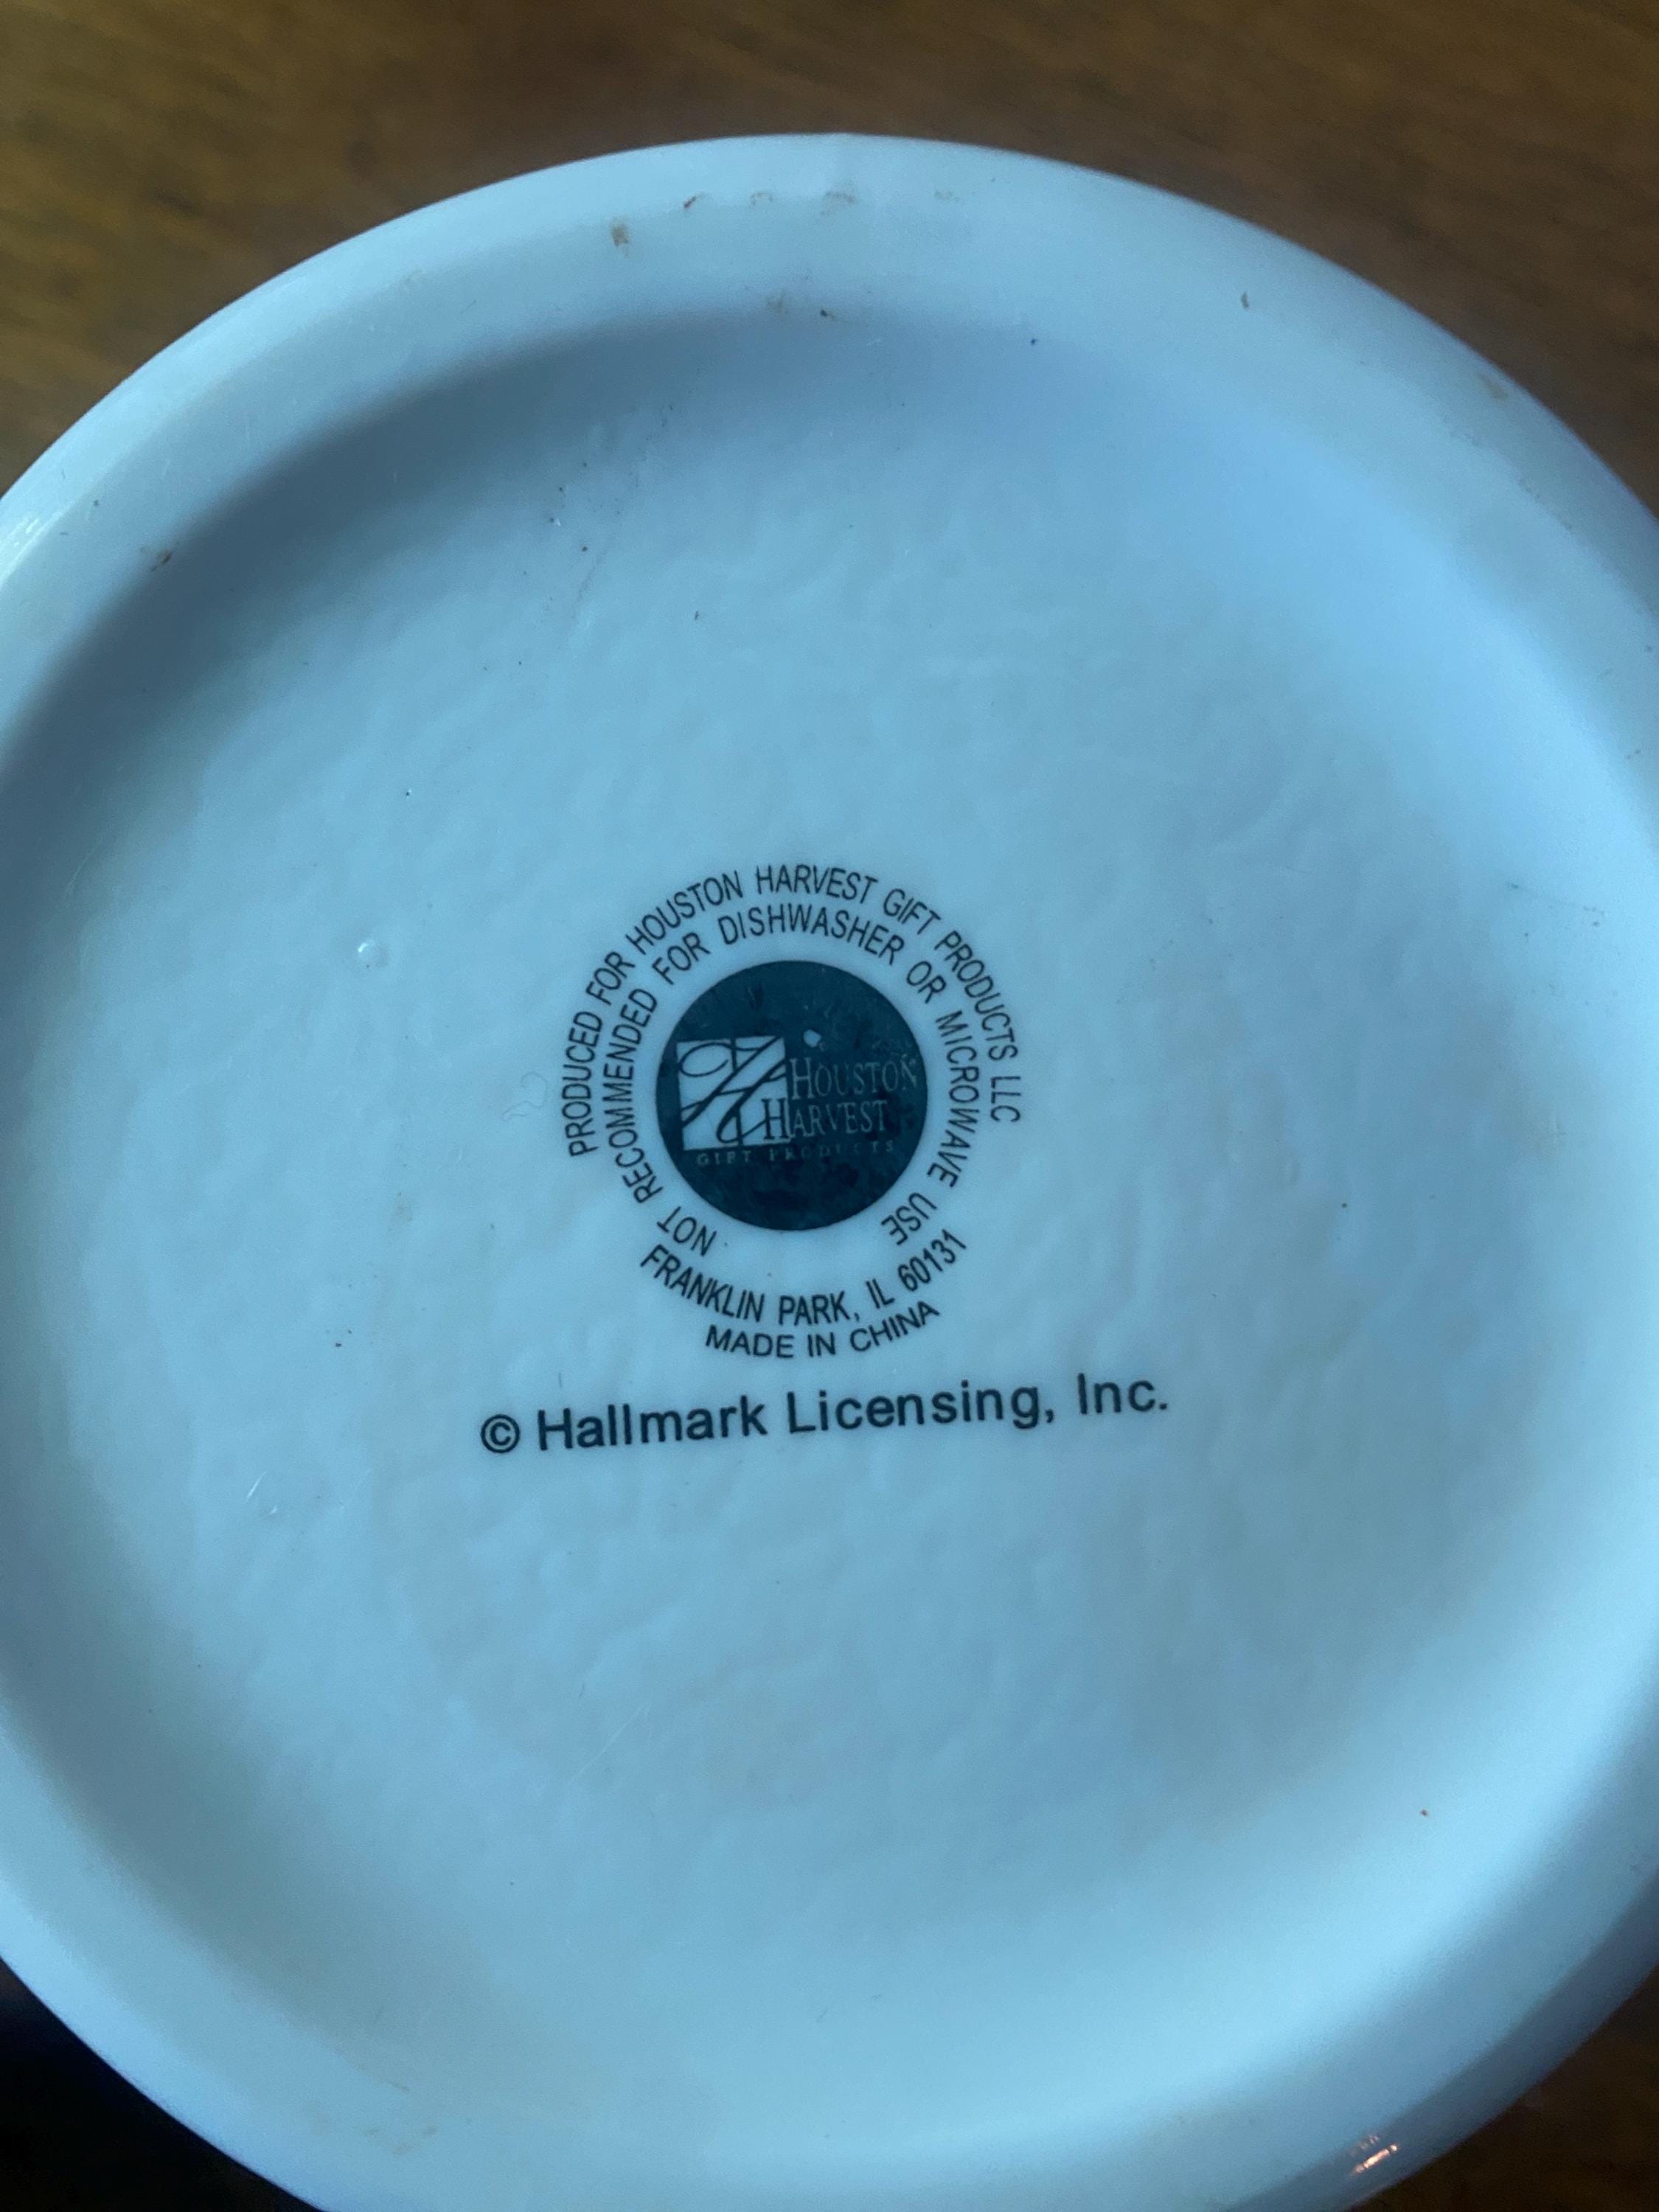 PRODUCED FOR HOUSTON HARVEST GIFT PRODUCTS LLC
NOT RECOMMENDED FOR DISHWASHER OR MICROWAVE USE
HOUSTON
HARVEST
GIFT PRODUCTS
FRANKLIN PARK, IL 60131
MADE IN CHINA
© Hallmark Licensing, Inc.